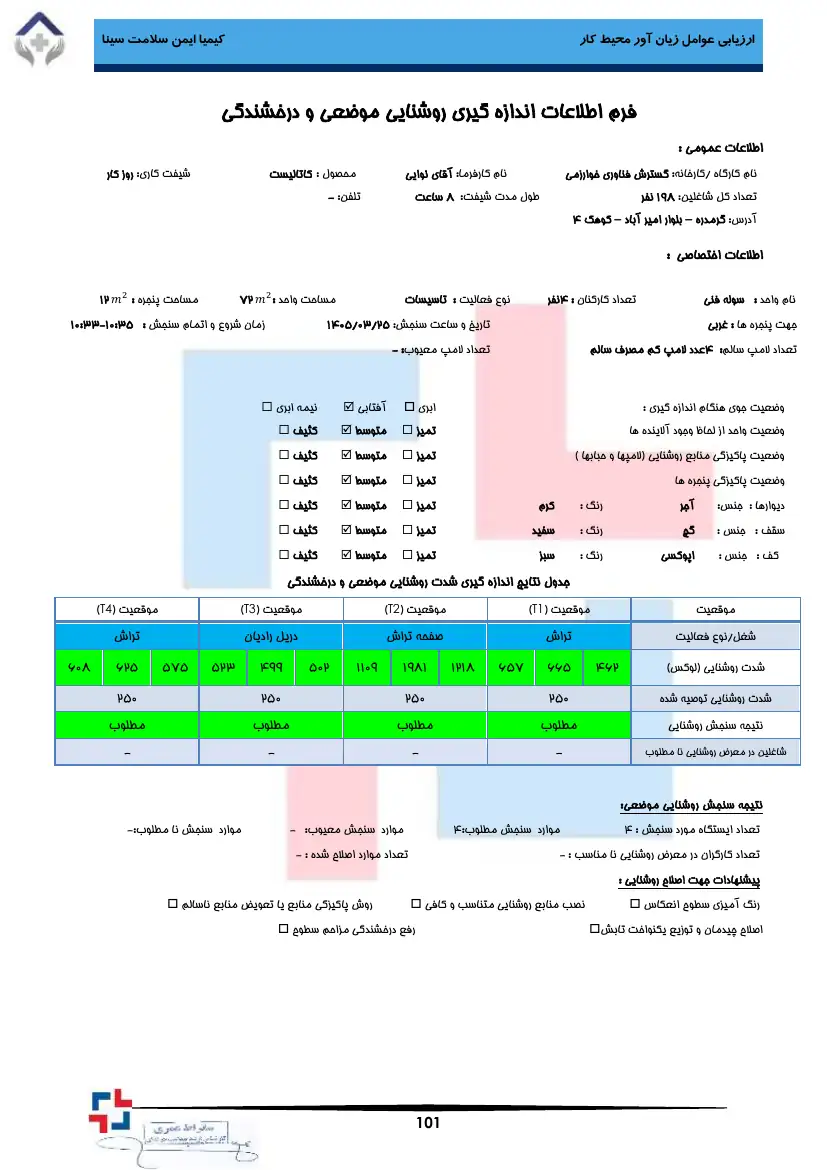 ارزیابی عوامل زیان آور محیط کار کیمیا ایمن سلامت سینا
فرم اطلاعات اندازه گیری روشنایی موضعی و درخشندگی
اطلاعات عمومی :
نام کارگاه /کارخانه: گسترش فناوری خوارزمی نام کارفرما: آقای نوایی محصول : کاتالیست شیفت کاری: روز کار
تعداد کل شاغلین: ۱۹۸ نفر طول مدت شیفت: ۸ ساعت تلفن: –
آدرس: گرمدره – بلوار امیر آباد – کوهک ۴
اطلاعات اختصاصی :
نام واحد : سوله فنی تعداد کارکنان : ۴نفر نوع فعالیت : تاسیسات مساحت واحد : ۷۲ m² مساحت پنجره : ۱۲ m²
جهت پنجره ها : غربی تاریخ و ساعت سنجش: ۱۴۰۵/۰۳/۲۵ زمان شروع و اتمام سنجش : ۱۰:۳۳-۱۰:۳۵
تعداد لامپ سالم: ۴عدد لامپ کم مصرف سالم تعداد لامپ معیوب: –
وضعیت جوی هنگام اندازه گیری : ابری ☐ آفتابی ☑ نیمه ابری ☐
وضعیت واحد از لحاظ وجود آلاینده ها تمیز ☐ متوسط ☑ کثیف ☐
وضعیت پاکیزگی منابع روشنایی (لامپها و حبابها ) تمیز ☐ متوسط ☑ کثیف ☐
وضعیت پاکیزگی پنجره ها تمیز ☐ متوسط ☑ کثیف ☐
دیوارها : جنس: آجر رنگ : کرم تمیز ☐ متوسط ☑ کثیف ☐
سقف : جنس : گچ رنگ : سفید تمیز ☐ متوسط ☑ کثیف ☐
کف : جنس : اپوکسی رنگ : سبز تمیز ☐ متوسط ☑ کثیف ☐
جدول نتایج اندازه گیری شدت روشنایی موضعی و درخشندگی
موقعیت موقعیت (T1) موقعیت (T2) موقعیت (T3) موقعیت (T4)
شغل/نوع فعالیت تراش صفحه تراش دریل رادیان تراش
شدت روشنایی (لوکس) ۴۶۲ ۶۶۵ ۶۵۷ ۱۲۱۸ ۱۹۸۱ ۱۱۰۹ ۵۰۲ ۴۹۹ ۵۲۳ ۵۷۵ ۶۲۵ ۶۰۸
شدت روشنایی توصیه شده ۲۵۰ ۲۵۰ ۲۵۰ ۲۵۰
نتیجه سنجش روشنایی مطلوب مطلوب مطلوب مطلوب
شاغلین در معرض روشنایی نا مطلوب – – – –
نتیجه سنجش روشنایی موضعی:
تعداد ایستگاه مورد سنجش : ۴ موارد سنجش مطلوب:۴ موارد سنجش معیوب: – موارد سنجش نا مطلوب:–
تعداد کارگران در معرض روشنایی نا مناسب : – تعداد موارد اصلاح شده : –
پیشنهادات جهت اصلاح روشنایی :
رنگ آمیزی سطوح انعکاس ☐ نصب منابع روشنایی متناسب و کافی ☐ روش پاکیزگی منابع یا تعویض منابع ناسالم ☐
اصلاح چیدمان و توزیع یکنواخت تابش☐ رفع درخشندگی مزاحم سطوح ☐
101